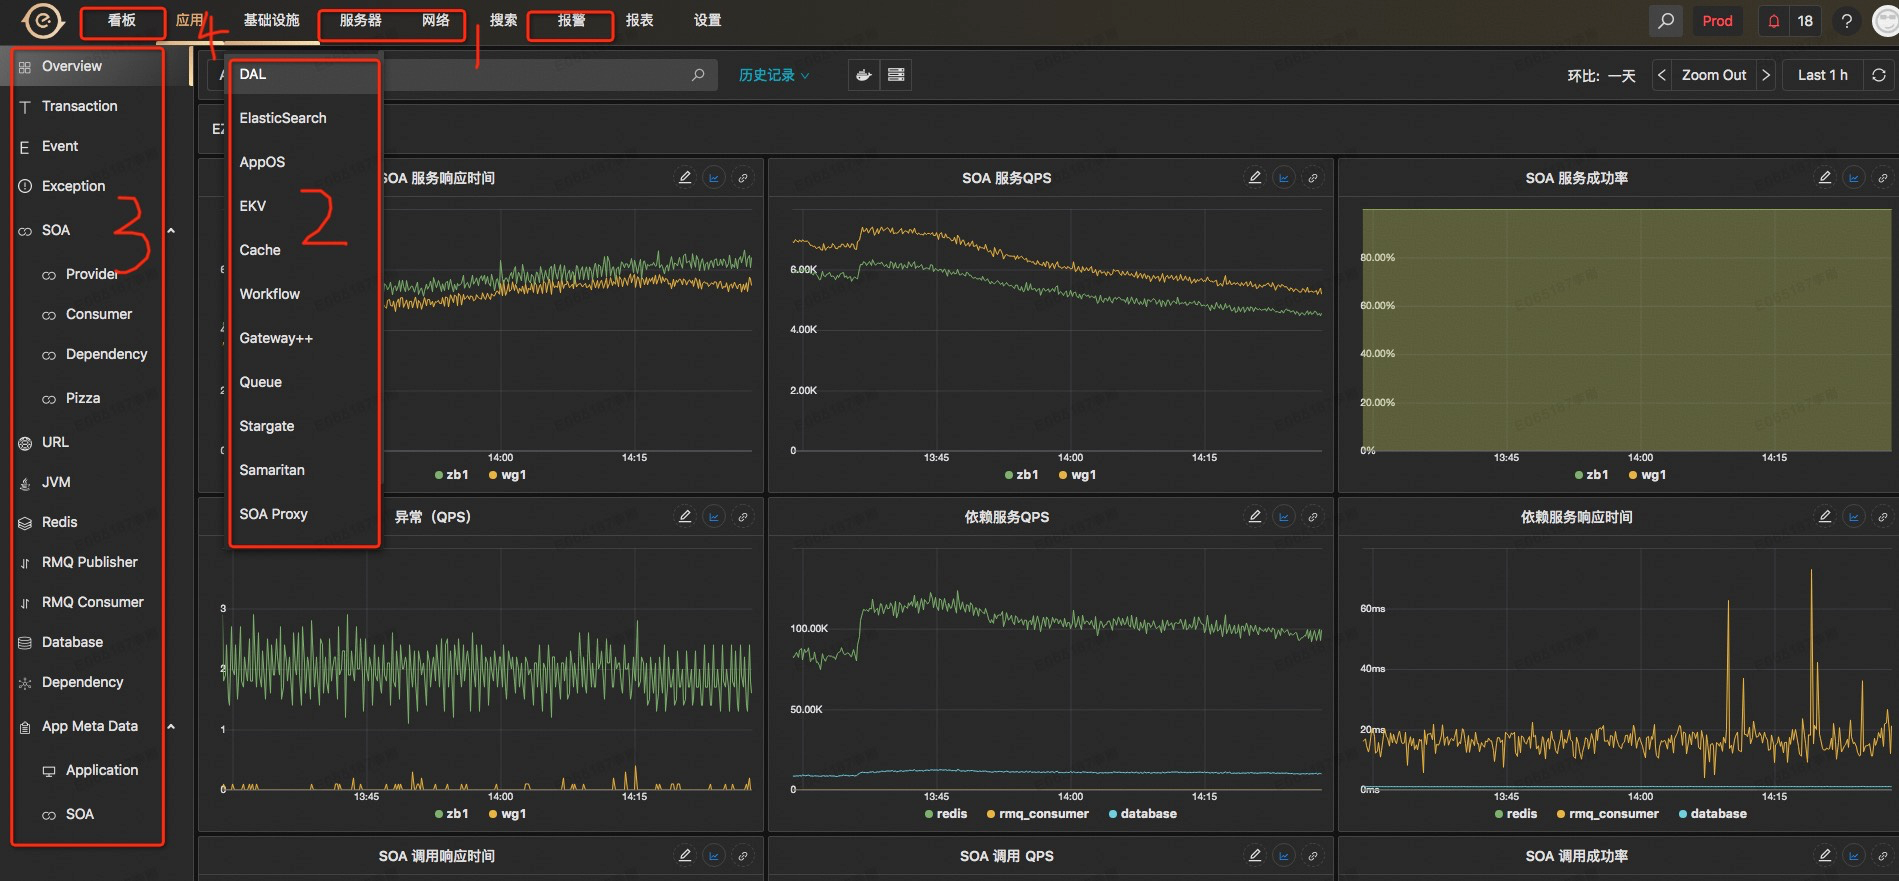 看板 应用 基础设施 服务器 网络 搜索 报警 报表 设置 Prod 18 ?
4
1
Overview
Transaction
Event
Exception
SOA
3
Provider
Consumer
Dependency
Pizza
URL
JVM
Redis
RMQ Publisher
RMQ Consumer
Database
Dependency
App Meta Data
Application
SOA
DAL
ElasticSearch
AppOS
EKV
2
Cache
Workflow
Gateway++
Queue
Stargate
Samaritan
SOA Proxy
历史记录
环比: 一天 Zoom Out Last 1 h
SOA 服务响应时间
14:00 14:15
zb1 wg1
SOA 服务QPS
6.00K
4.00K
2.00K
0
13:45 14:00 14:15
zb1 wg1
SOA 服务成功率
80.00%
60.00%
40.00%
20.00%
0%
13:45 14:00 14:15
zb1 wg1
异常（QPS）
3
2
1
0
13:45 14:00 14:15
zb1 wg1
依赖服务QPS
100.00K
50.00K
0
13:45 14:00 14:15
redis rmq_consumer database
依赖服务响应时间
60ms
40ms
20ms
0ms
13:45 14:00 14:15
redis rmq_consumer database
SOA 调用响应时间
SOA 调用 QPS
SOA 调用成功率